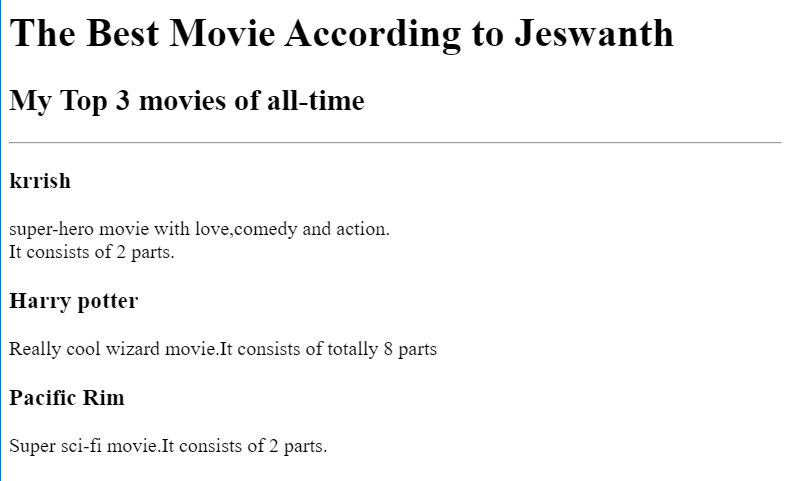 The Best Movie According to Jeswanth
My Top 3 movies of all-time
krrish
super-hero movie with love,comedy and action.
It consists of 2 parts.
Harry potter
Really cool wizard movie.It consists of totally 8 parts
Pacific Rim
Super sci-fi movie.It consists of 2 parts.